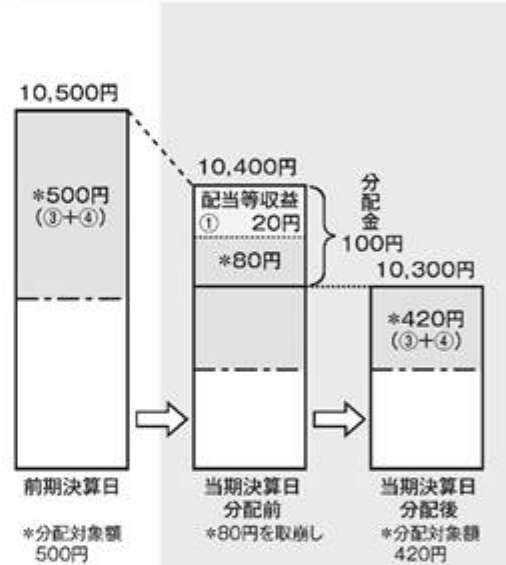 10,500円
*500円
(③+④)
10,400円
配当等収益
① 20円
*80円
分配金
100円
10,300円
*420円
(③+④)
前期決算日
*分配対象額
500円
当期決算日
分配前
*80円を取崩し
当期決算日
分配後
*分配対象額
420円